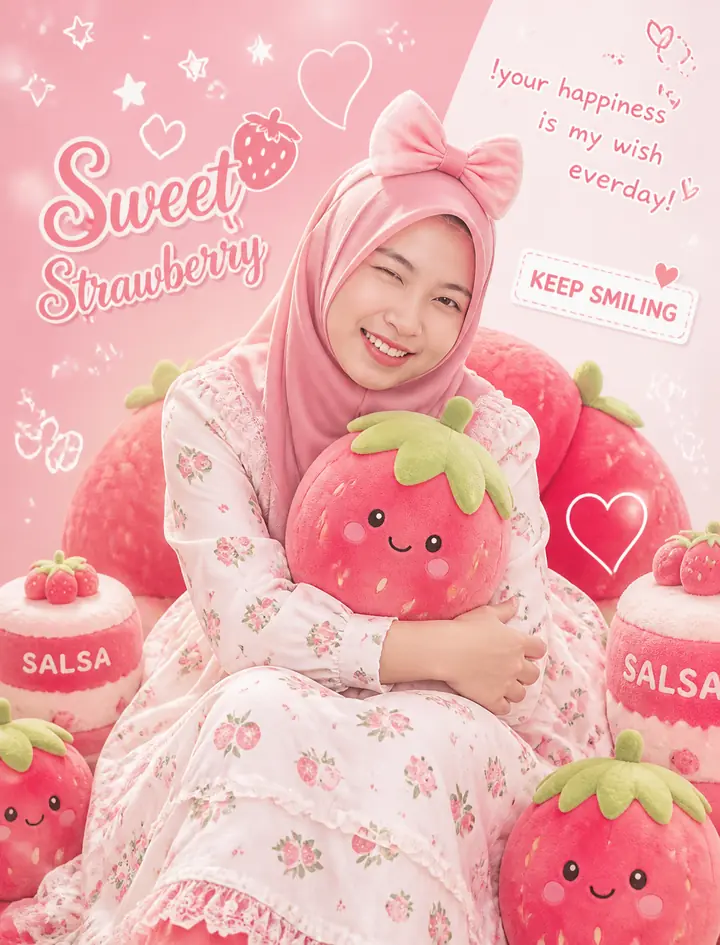 Sweet
Strawberry
!your happiness
is my wish
everday!
KEEP SMILING
SALSA
SALSA